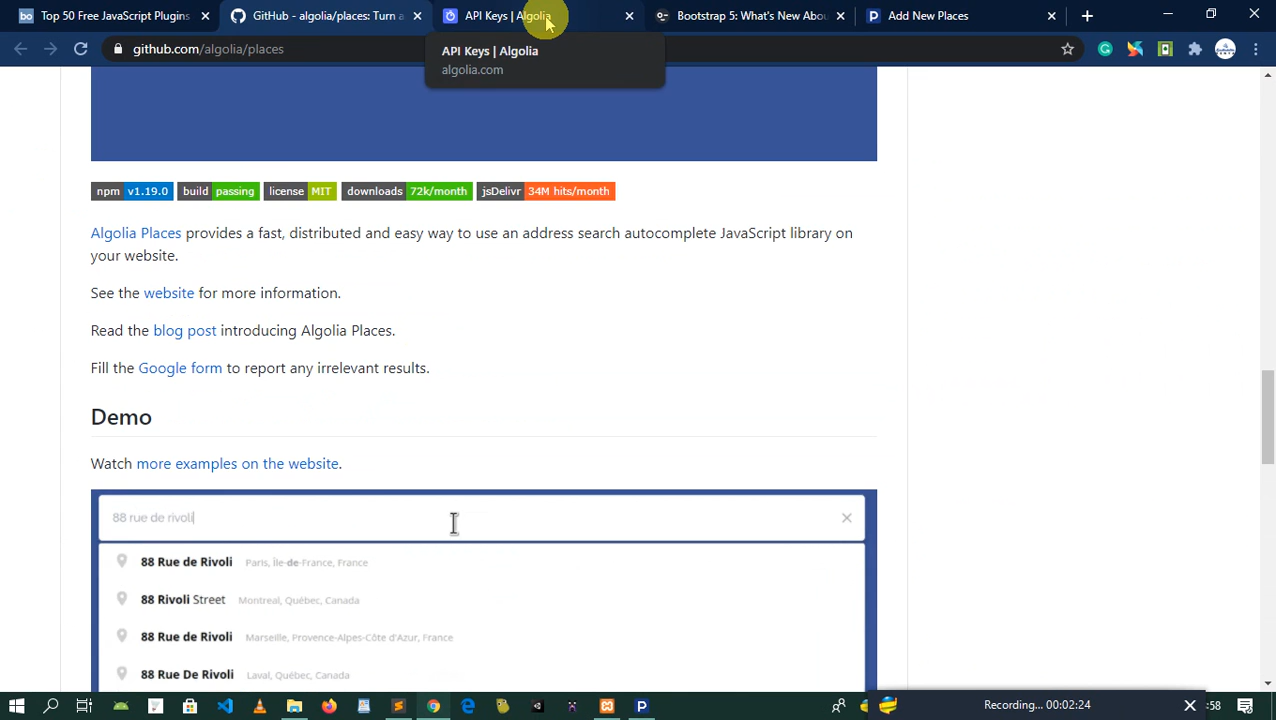 Top 50 Free JavaScript Plugins
GitHub - algolia/places: Turn a
API Keys | Algolia
Bootstrap 5: What's New Abou
Add New Places
github.com/algolia/places
API Keys | Algolia
algolia.com
npm v1.19.0 build passing license MIT downloads 72k/month jsDelivr 34M hits/month
Algolia Places provides a fast, distributed and easy way to use an address search autocomplete JavaScript library on
your website.
See the website for more information.
Read the blog post introducing Algolia Places.
Fill the Google form to report any irrelevant results.
Demo
Watch more examples on the website.
88 rue de rivoli
88 Rue de Rivoli Paris, Île-de-France, France
88 Rivoli Street Montreal, Québec, Canada
88 Rue de Rivoli Marseille, Provence-Alpes-Côte d'Azur, France
88 Rue De Rivoli Laval, Québec, Canada
Recording... 00:02:24
:58